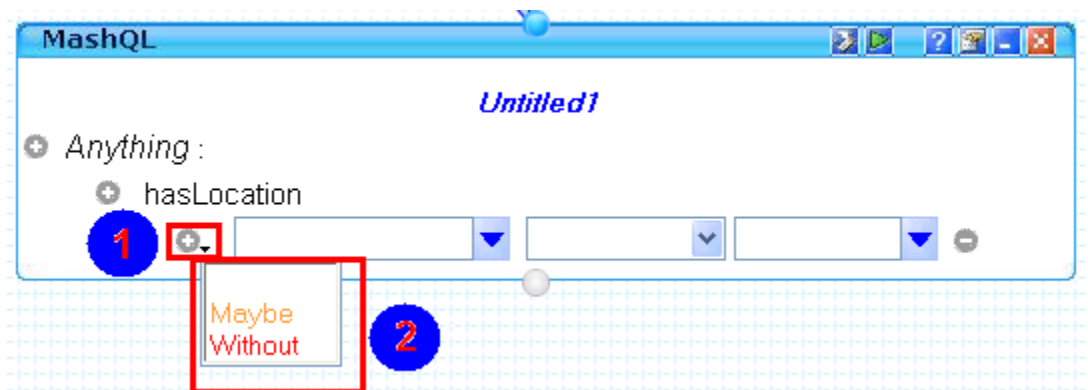 MashQL
?
Untitled1
Anything :
hasLocation
1
Maybe
Without
2